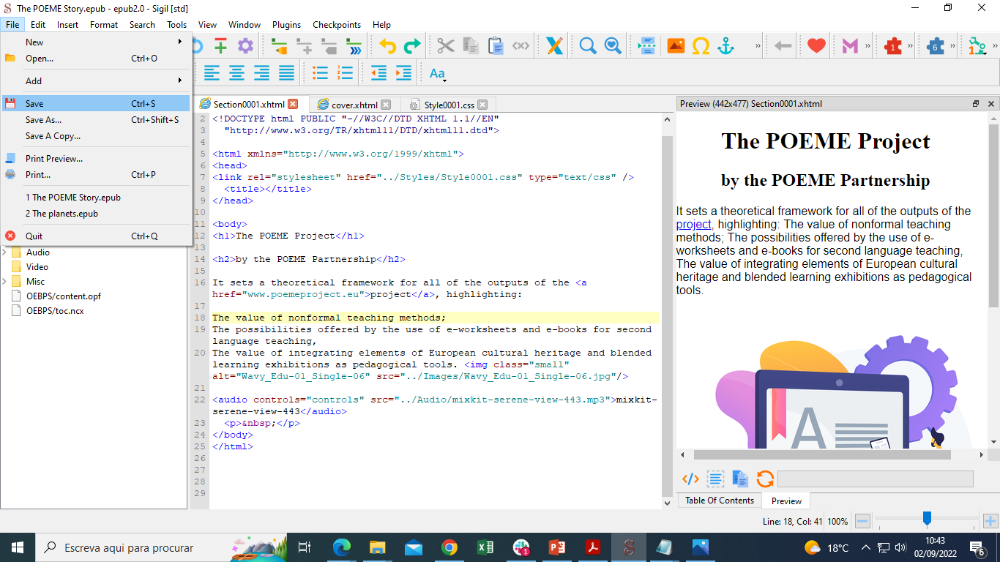 The POEME Story.epub - epub2.0 - Sigil [std]
File Edit Insert Format Search Tools View Window Plugins Checkpoints Help
New
Open... Ctrl+O
Add
Save Ctrl+S
Save As... Ctrl+Shift+S
Save A Copy...
Print Preview...
Print... Ctrl+P
1 The POEME Story.epub
2 The planets.epub
Quit Ctrl+Q
Audio
Video
Misc
OEBPS/content.opf
OEBPS/toc.ncx
Aa
1
6
Section0001.xhtml cover.xhtml Style0001.css
2 <!DOCTYPE html PUBLIC "-//W3C//DTD XHTML 1.1//EN"
3 "http://www.w3.org/TR/xhtml11/DTD/xhtml11.dtd">
4
5 <html xmlns="http://www.w3.org/1999/xhtml">
6 <head>
7 <link rel="stylesheet" href="../Styles/Style0001.css" type="text/css" />
8 <title></title>
9 </head>
10
11 <body>
12 <h1>The POEME Project</h1>
13
14 <h2>by the POEME Partnership</h2>
15
16 It sets a theoretical framework for all of the outputs of the <a
href="www.poemeproject.eu">project</a>, highlighting:
17
18 The value of nonformal teaching methods;
19 The possibilities offered by the use of e-worksheets and e-books for second
language teaching,
20 The value of integrating elements of European cultural heritage and blended
learning exhibitions as pedagogical tools. <img class="small"
alt="Wavy_Edu-01_Single-06" src="../Images/Wavy_Edu-01_Single-06.jpg"/>
21
22 <audio controls="controls" src="../Audio/mixkit-serene-view-443.mp3">mixkit-
serene-view-443</audio>
23 <p>&nbsp;</p>
24 </body>
25 </html>
26
27
28
29
Preview (442x477) Section0001.xhtml
The POEME Project
by the POEME Partnership
It sets a theoretical framework for all of the outputs of the
project, highlighting: The value of nonformal teaching
methods; The possibilities offered by the use of e-
worksheets and e-books for second language teaching,
The value of integrating elements of European cultural
heritage and blended learning exhibitions as pedagogical
tools.
A
Table Of Contents Preview
Line: 18, Col: 41 100%
Escreva aqui para procurar
1
18°C
10:43
02/09/2022
6